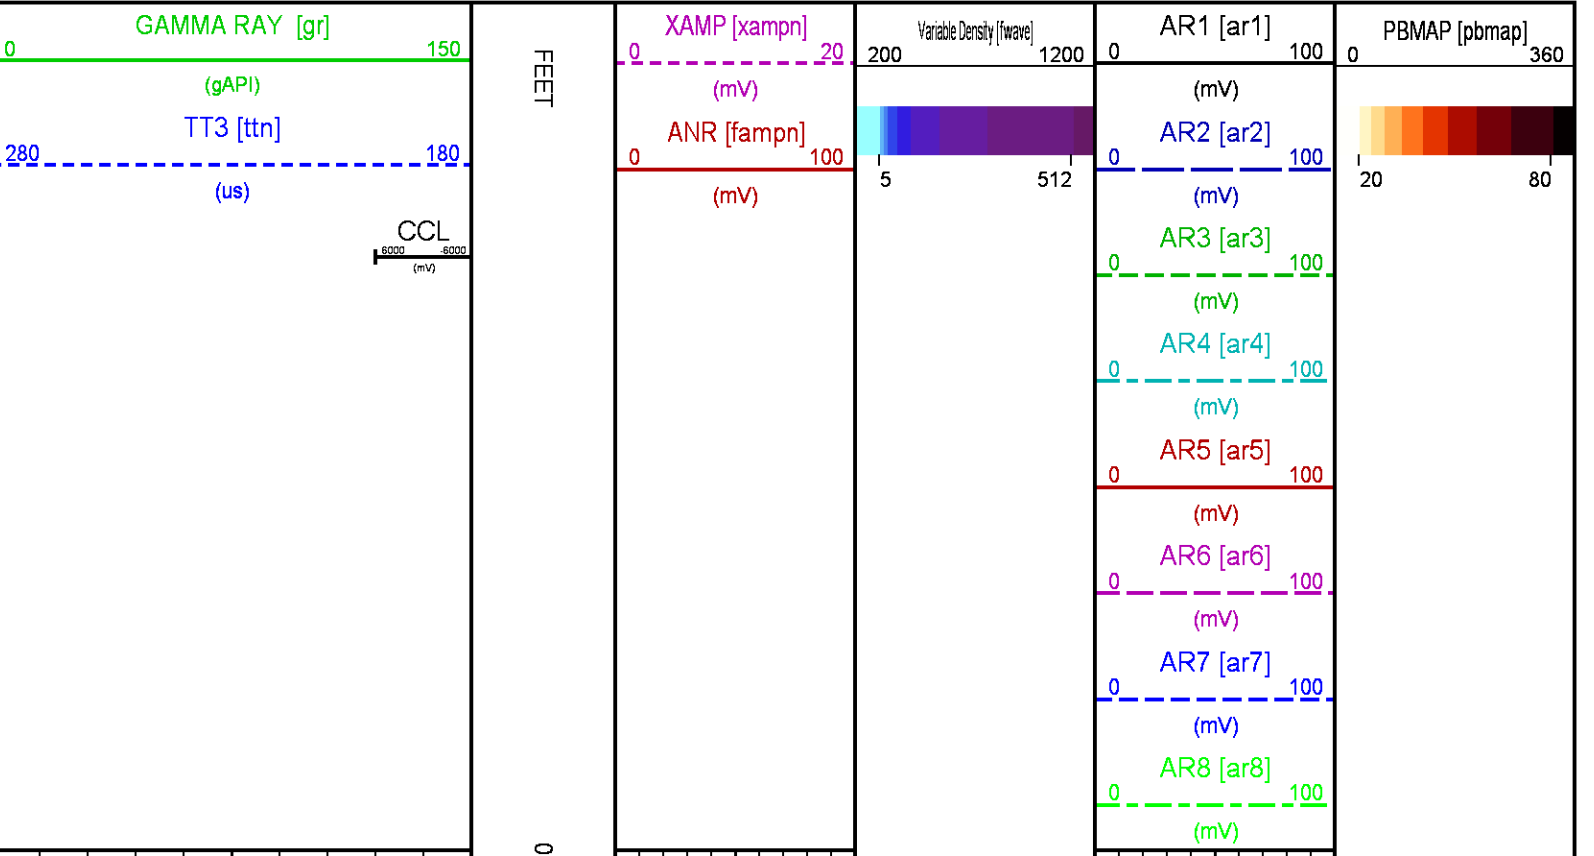 GAMMA RAY [gr]
0 150
(gAPI)
TT3 [ttn]
280 180
(us)
CCL
6000 -6000
(mV)
FEET
0
XAMP [xampn]
0 20
(mV)
ANR [fampn]
0 100
(mV)
Variable Density [fwave]
200 1200
5 512
AR1 [ar1]
0 100
(mV)
AR2 [ar2]
0 100
(mV)
AR3 [ar3]
0 100
(mV)
AR4 [ar4]
0 100
(mV)
AR5 [ar5]
0 100
(mV)
AR6 [ar6]
0 100
(mV)
AR7 [ar7]
0 100
(mV)
AR8 [ar8]
0 100
(mV)
PBMAP [pbmap]
0 360
20 80